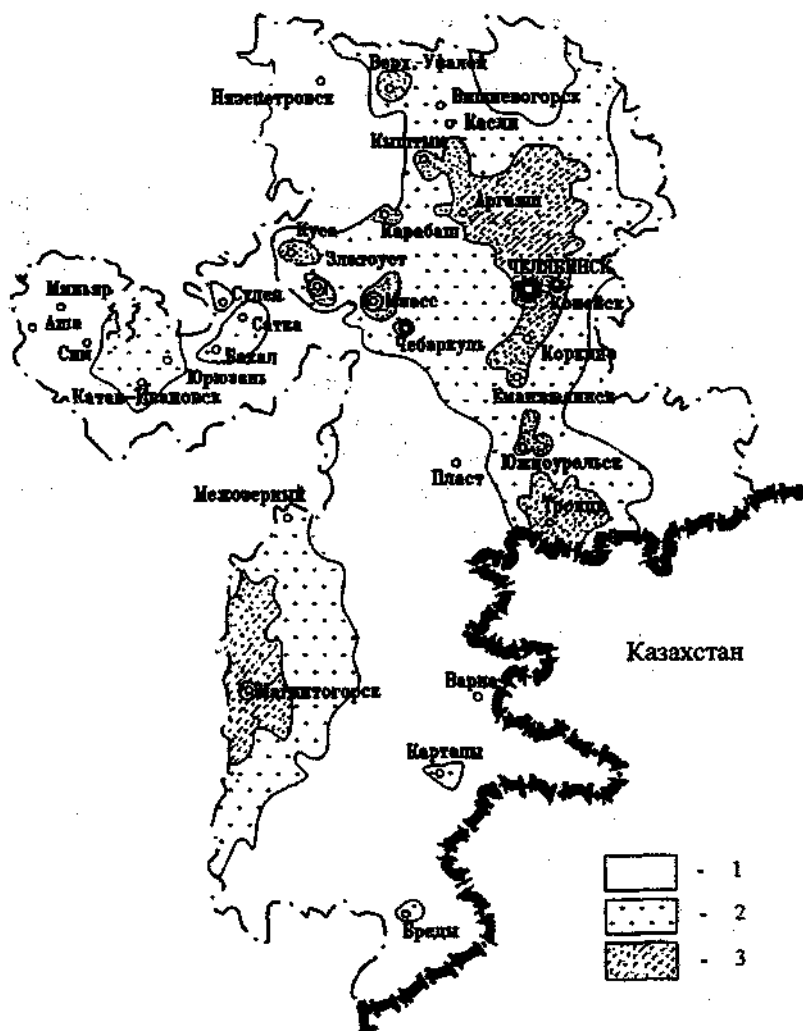 Верх.-Уфалей
Нязепетровск
Вишневогорск
Касли
Кыштым
Аргаяш
Карабаш
Куса
Златоуст
ЧЕЛЯБИНСК
Копейск
Миньяр
Сулея
Миасс
Аша
Сатка
Чебаркуль
Сим
Бакал
Коркино
Юрюзань
Катав-Ивановск
Еманжелинск
Южноуральск
Пласт
Межозерный
Троицк
Казахстан
Варна
Магнитогорск
Карталы
- 1
- 2
Бреды
- 3